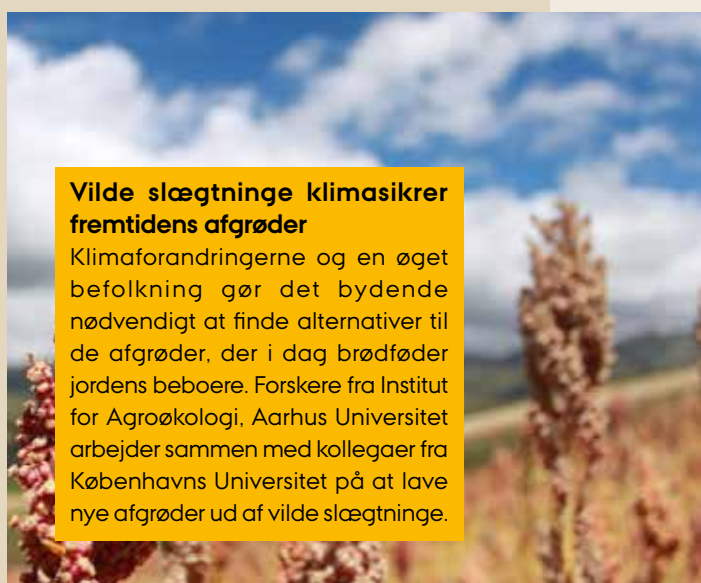 Vilde slægtninge klimasikrer
fremtidens afgrøder
Klimaforandringerne og en øget
befolkning gør det bydende
nødvendigt at finde alternativer til
de afgrøder, der i dag brødføder
jordens beboere. Forskere fra Institut
for Agroøkologi, Aarhus Universitet
arbejder sammen med kollegaer fra
Københavns Universitet på at lave
nye afgrøder ud af vilde slægtninge.